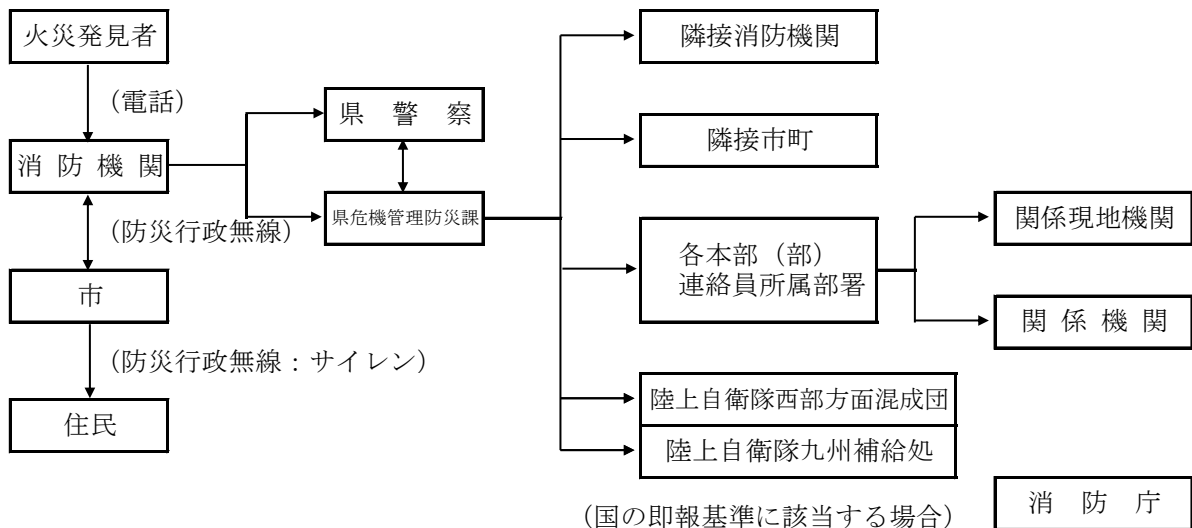 火災発見者
（電話）
消防機関
（防災行政無線）
市
（防災行政無線：サイレン）
住民
県警察
県危機管理防災課
隣接消防機関
隣接市町
各本部（部）
連絡員所属部署
陸上自衛隊西部方面混成団
陸上自衛隊九州補給処
（国の即報基準に該当する場合）
関係現地機関
関係機関
消防庁